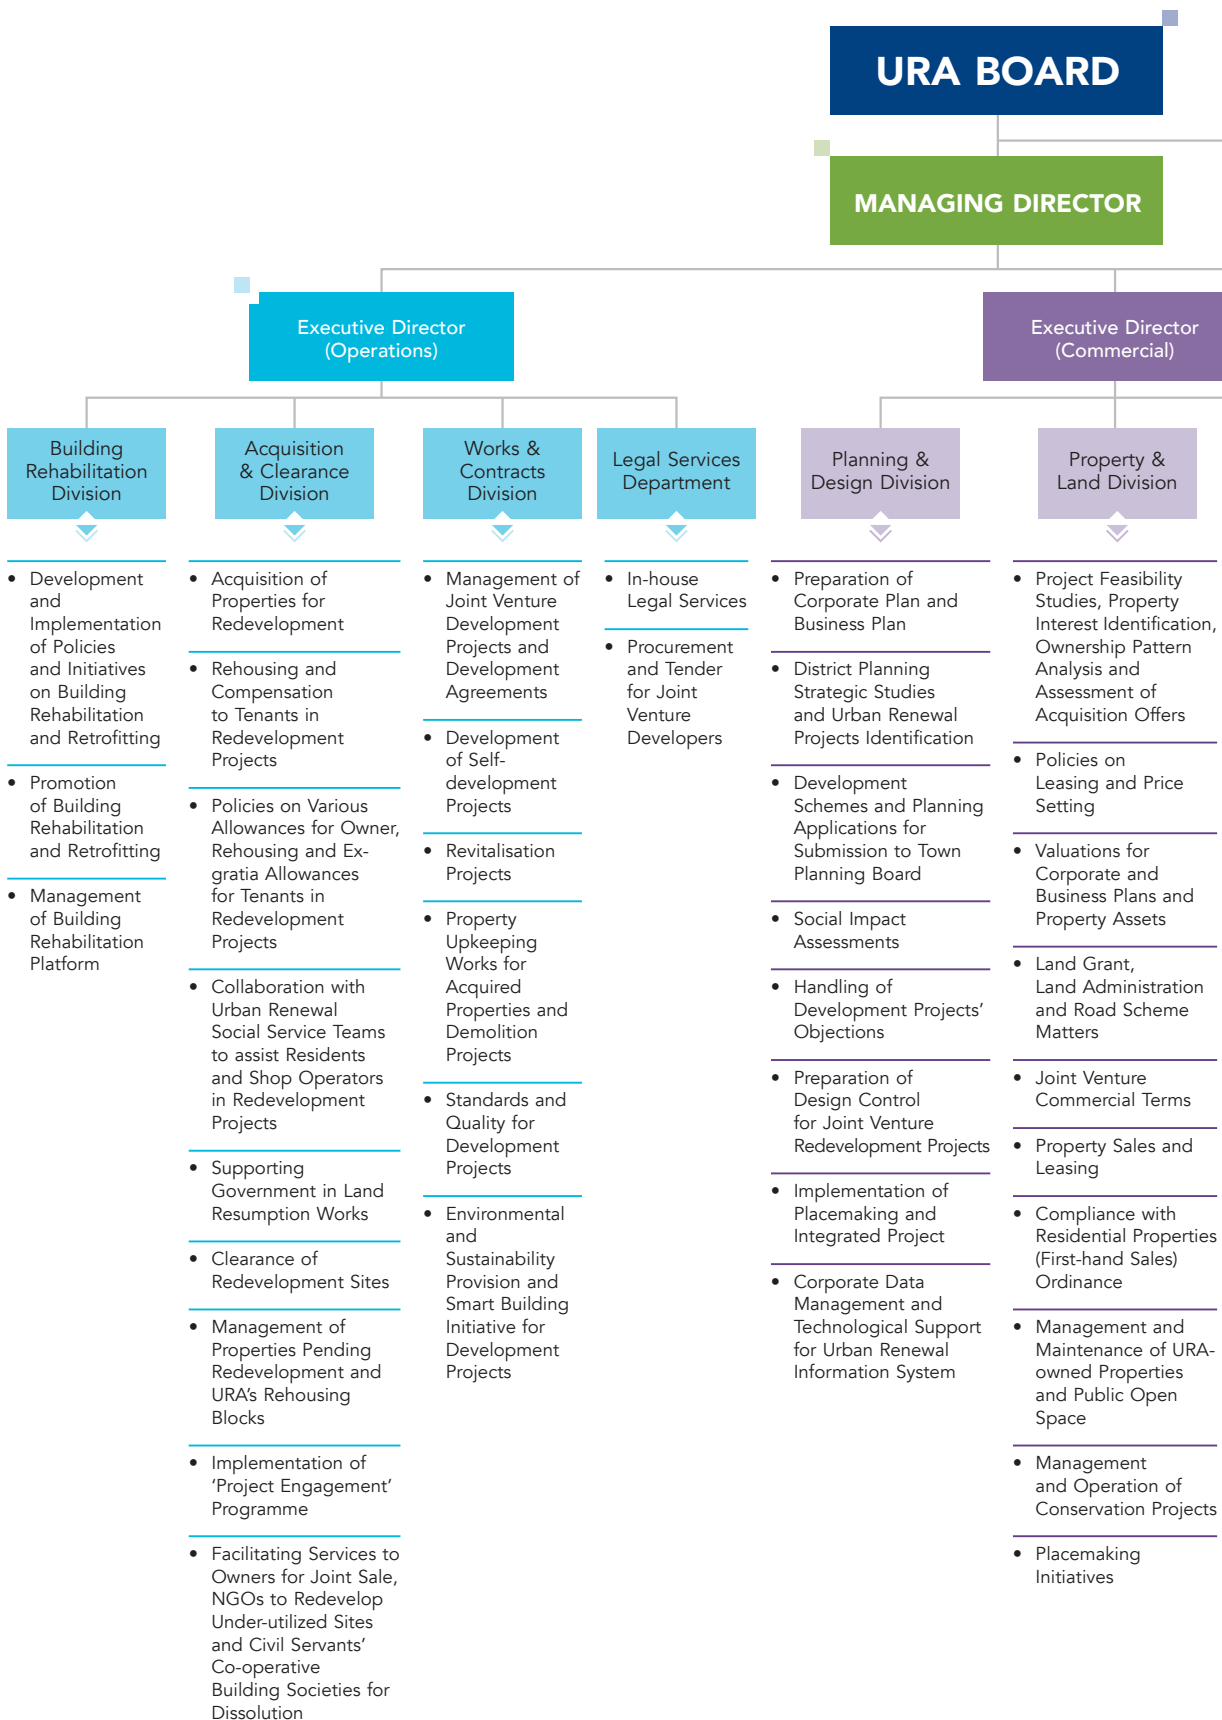 URA BOARD
MANAGING DIRECTOR
Executive Director
(Operations)
Executive Director
(Commercial)
Building
Rehabilitation
Division
Acquisition
& Clearance
Division
Works &
Contracts
Division
Legal Services
Department
Planning &
Design Division
Property &
Land Division
• Development
and
Implementation
of Policies
and Initiatives
on Building
Rehabilitation
and Retrofitting
• Promotion
of Building
Rehabilitation
and Retrofitting
• Management
of Building
Rehabilitation
Platform
• Acquisition of
Properties for
Redevelopment
• Rehousing and
Compensation
to Tenants in
Redevelopment
Projects
• Policies on Various
Allowances for Owner,
Rehousing and Ex-
gratia Allowances
for Tenants in
Redevelopment
Projects
• Collaboration with
Urban Renewal
Social Service Teams
to assist Residents
and Shop Operators
in Redevelopment
Projects
• Supporting
Government in Land
Resumption Works
• Clearance of
Redevelopment Sites
• Management of
Properties Pending
Redevelopment and
URA's Rehousing
Blocks
• Implementation of
‘Project Engagement’
Programme
• Facilitating Services to
Owners for Joint Sale,
NGOs to Redevelop
Under-utilized Sites
and Civil Servants’
Co-operative
Building Societies for
Dissolution
• Management of
Joint Venture
Development
Projects and
Development
Agreements
• Development
of Self-
development
Projects
• Revitalisation
Projects
• Property
Upkeeping
Works for
Acquired
Properties and
Demolition
Projects
• Standards and
Quality for
Development
Projects
• Environmental
and
Sustainability
Provision and
Smart Building
Initiative for
Development
Projects
• In-house
Legal Services
• Procurement
and Tender
for Joint
Venture
Developers
• Preparation of
Corporate Plan and
Business Plan
• District Planning
Strategic Studies
and Urban Renewal
Projects Identification
• Development
Schemes and Planning
Applications for
Submission to Town
Planning Board
• Social Impact
Assessments
• Handling of
Development Projects’
Objections
• Preparation of
Design Control
for Joint Venture
Redevelopment Projects
• Implementation of
Placemaking and
Integrated Project
• Corporate Data
Management and
Technological Support
for Urban Renewal
Information System
• Project Feasibility
Studies, Property
Interest Identification,
Ownership Pattern
Analysis and
Assessment of
Acquisition Offers
• Policies on
Leasing and Price
Setting
• Valuations for
Corporate and
Business Plans and
Property Assets
• Land Grant,
Land Administration
and Road Scheme
Matters
• Joint Venture
Commercial Terms
• Property Sales and
Leasing
• Compliance with
Residential Properties
(First-hand Sales)
Ordinance
• Management and
Maintenance of URA-
owned Properties
and Public Open
Space
• Management
and Operation of
Conservation Projects
• Placemaking
Initiatives